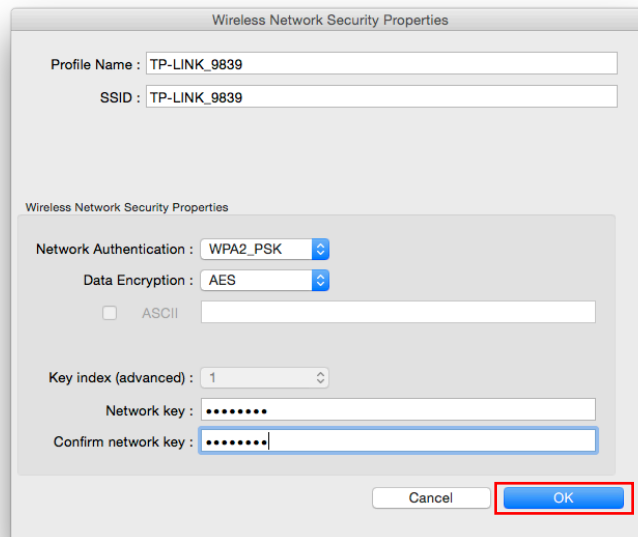 Wireless Network Security Properties
Profile Name : TP-LINK_9839
SSID : TP-LINK_9839
Wireless Network Security Properties
Network Authentication : WPA2_PSK
Data Encryption : AES
ASCII
Key index (advanced) : 1
Network key : ••••••••
Confirm network key : ••••••••
Cancel OK